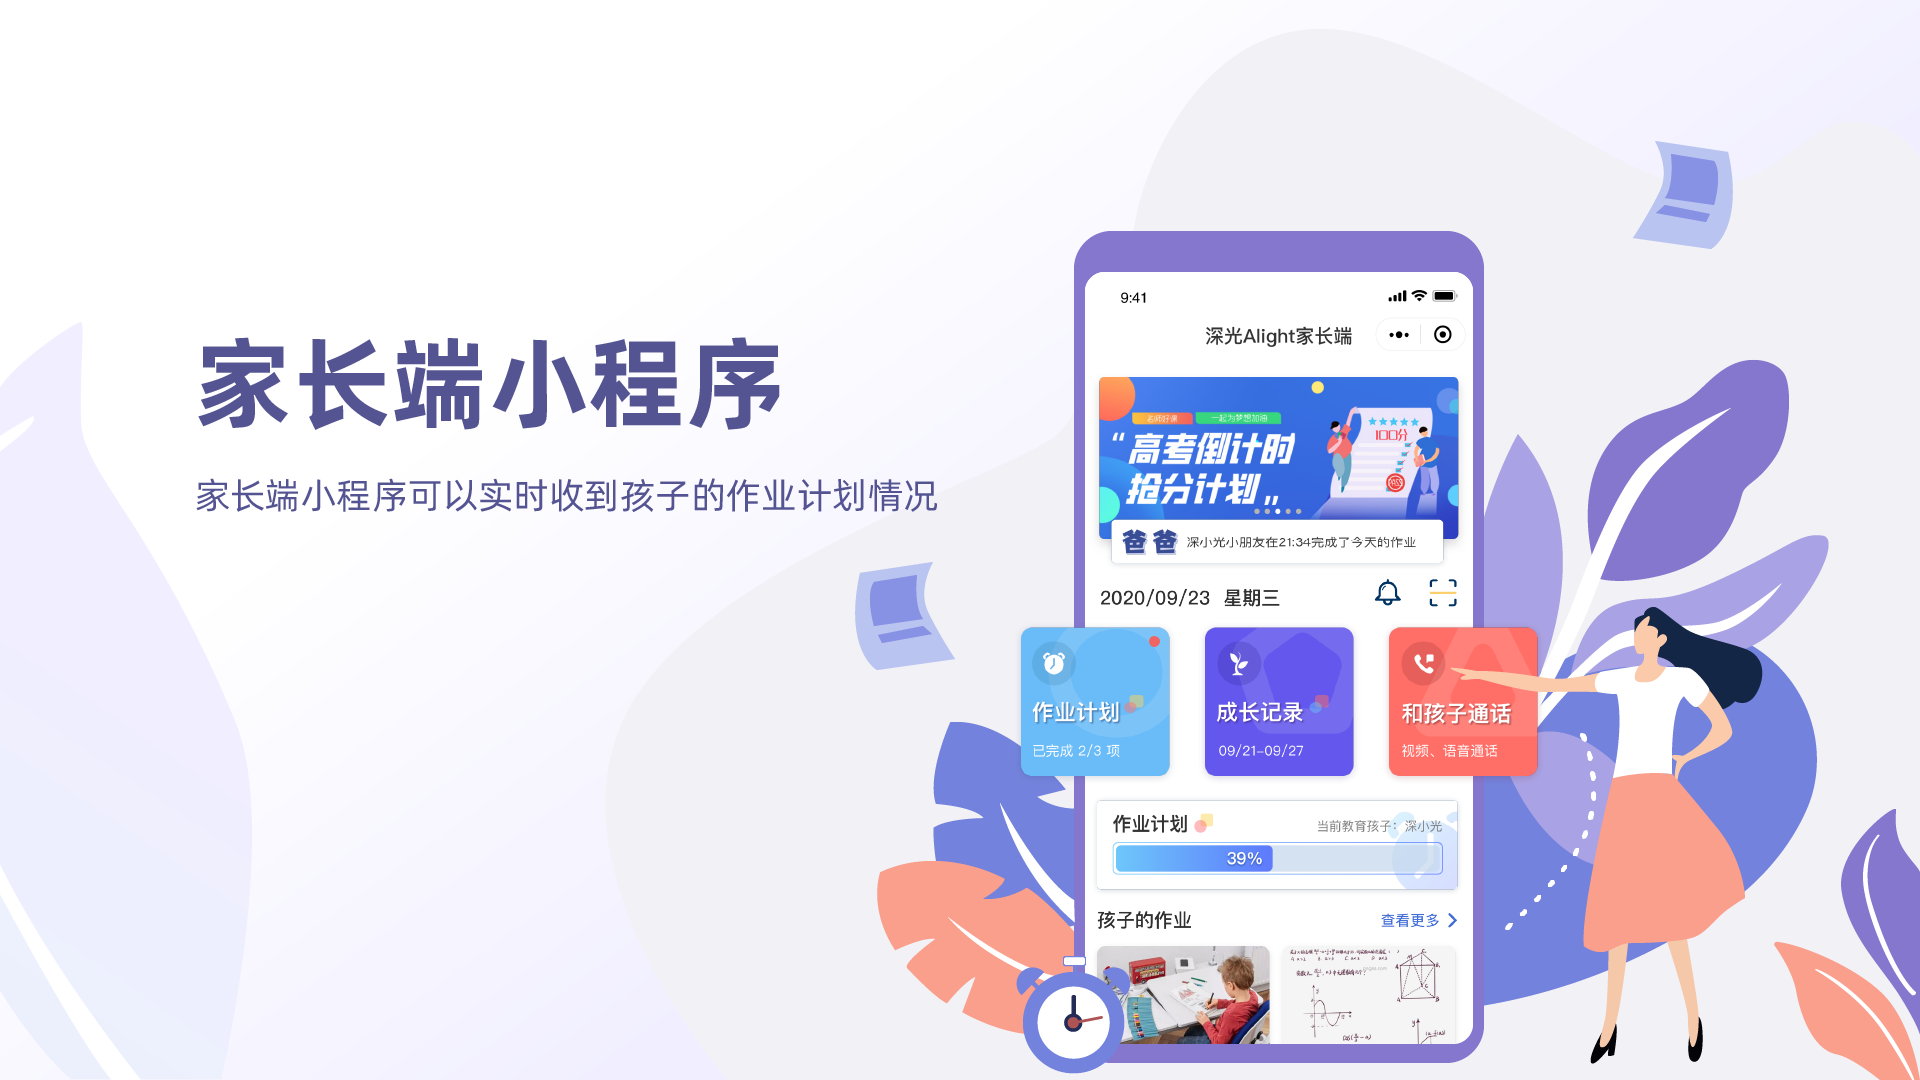 家长端小程序
家长端小程序可以实时收到孩子的作业计划情况
9:41
深光Alight家长端
名师好课
一起为梦想加油
“高考倒计时
抢分计划”
100分
PASS
爸爸
深小光小朋友在21:34完成了今天的作业
2020/09/23 星期三
作业计划
已完成 2/3 项
成长记录
09/21-09/27
和孩子通话
视频、语音通话
作业计划
当前教育孩子：深小光
39%
孩子的作业
查看更多